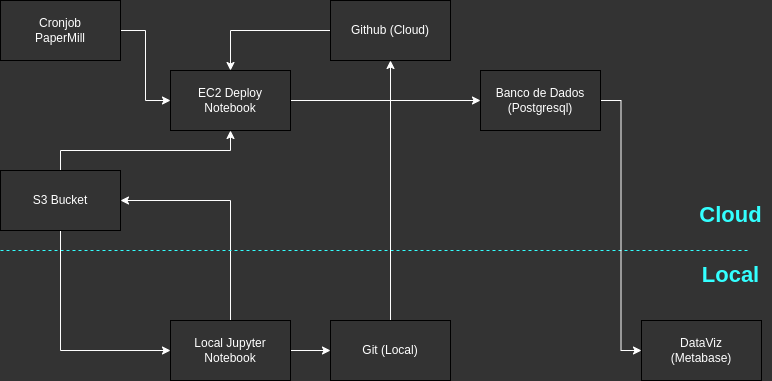 Cronjob
PaperMill
Github (Cloud)
EC2 Deploy
Notebook
Banco de Dados
(Postgresql)
S3 Bucket
Cloud
Local
Local Jupyter
Notebook
Git (Local)
DataViz
(Metabase)